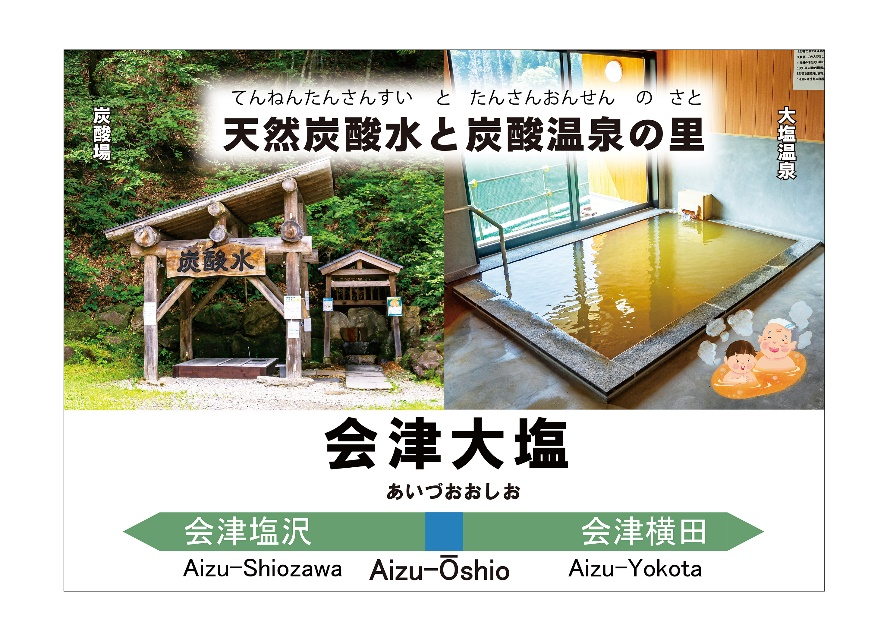 てんねんたんさんすい と たんさんおんせん の さと
天然炭酸水と炭酸温泉の里
炭酸場
大塩温泉
炭酸水
会津大塩
あいづおおしお
会津塩沢
会津横田
Aizu-Shiozawa
Aizu-Ōshio
Aizu-Yokota